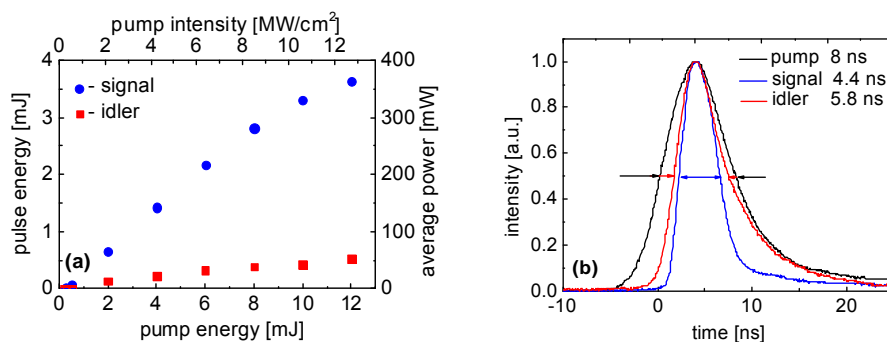 pump intensity [MW/cm²]
0 2 4 6 8 10 12
4 400
3 300
2 200
1 100
0 0
pulse energy [mJ]
average power [mW]
- signal
- idler
(a)
0 2 4 6 8 10 12
pump energy [mJ]
1.0
0.8
0.6
0.4
0.2
0.0
intensity [a.u.]
pump 8 ns
signal 4.4 ns
idler 5.8 ns
(b)
-10 0 10 20
time [ns]